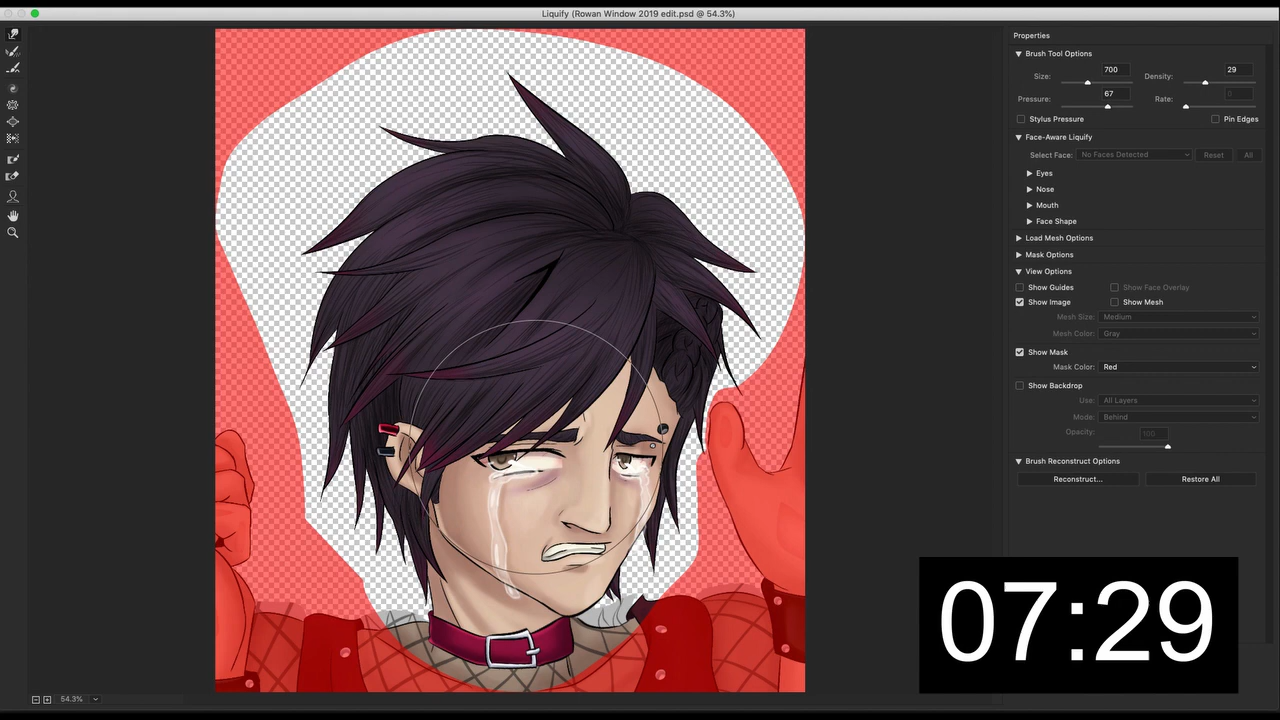 Liquify (Rowan Window 2019 edit.psd @ 54.3%)
Properties
Brush Tool Options
Size: 700 Density: 29
Pressure: 67 Rate: 0
Stylus Pressure Pin Edges
Face-Aware Liquify
Select Face: No Faces Detected Reset All
Eyes
Nose
Mouth
Face Shape
Load Mesh Options
Mask Options
View Options
Show Guides Show Face Overlay
Show Image Show Mesh
Mesh Size: Medium
Mesh Color: Gray
Show Mask
Mask Color: Red
Show Backdrop
Use: All Layers
Mode: Behind
Opacity: 100
Brush Reconstruct Options
Reconstruct... Restore All
07:29
54.3%